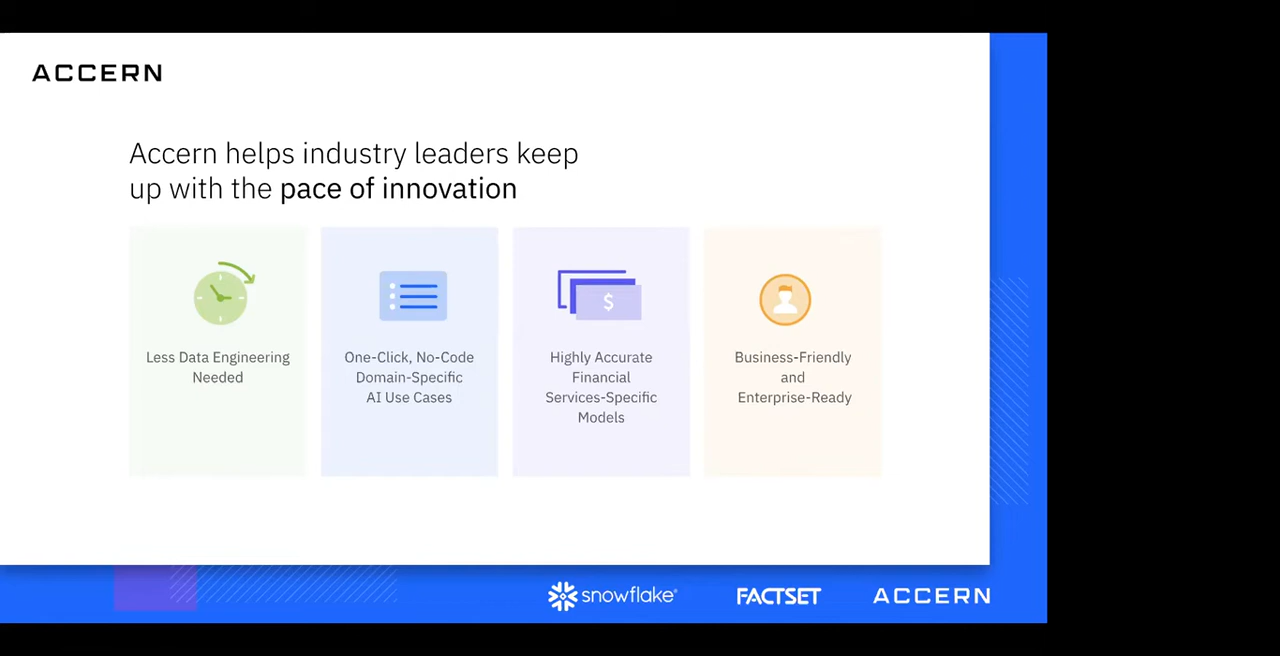 ACCERN
Accern helps industry leaders keep
up with the pace of innovation
Less Data Engineering
Needed
One-Click, No-Code
Domain-Specific
AI Use Cases
$
Highly Accurate
Financial
Services-Specific
Models
Business-Friendly
and
Enterprise-Ready
snowflake®
FACTSET
ACCERN